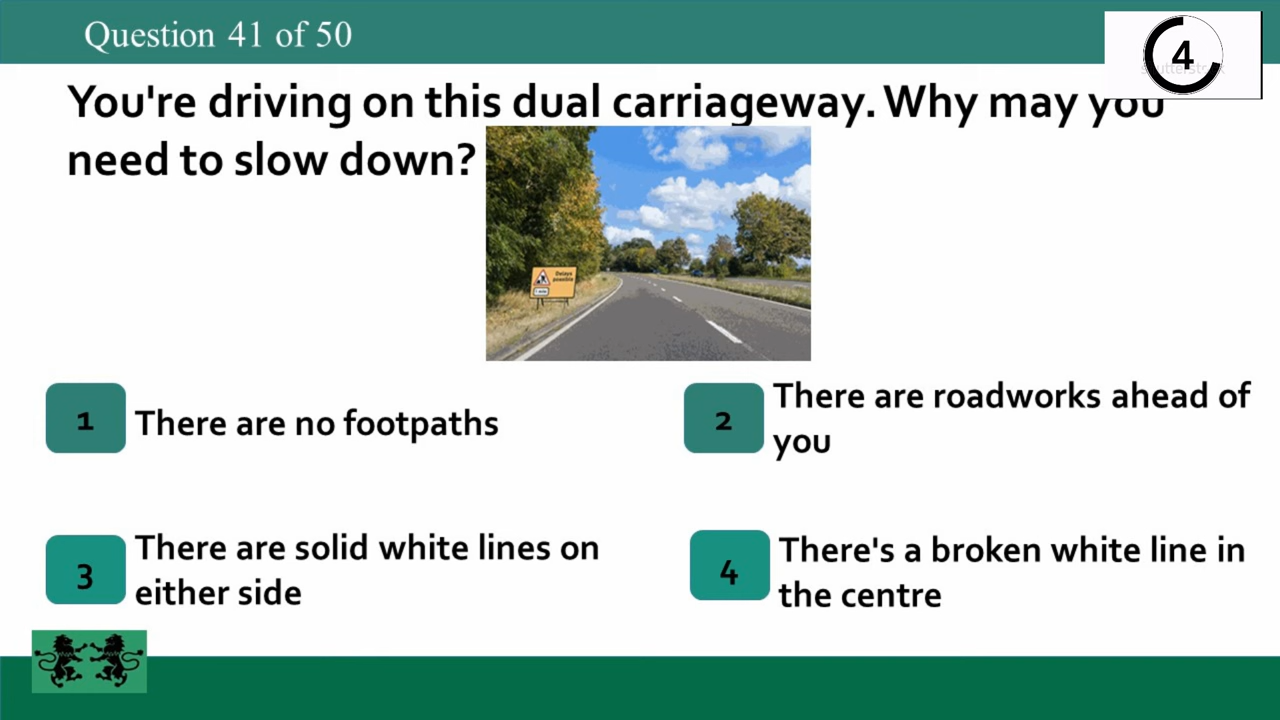 Question 41 of 50
4
You're driving on this dual carriageway. Why may you
need to slow down?
Delays
possible
1
There are no footpaths
2
There are roadworks ahead of
you
3
There are solid white lines on
either side
4
There's a broken white line in
the centre